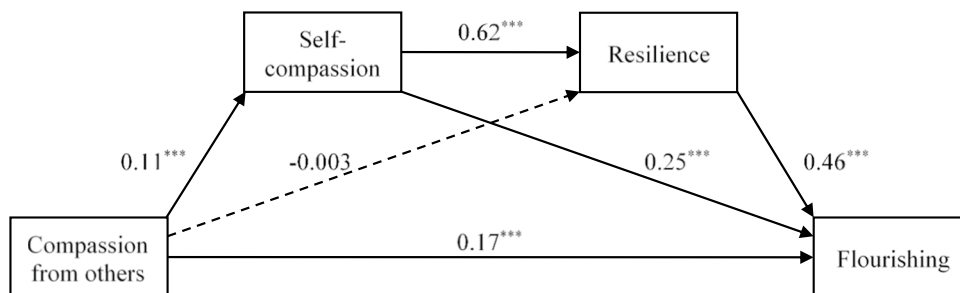 0.62***
Self-
compassion
Resilience
0.11***
-0.003
0.25***
0.46***
Compassion
from others
0.17***
Flourishing